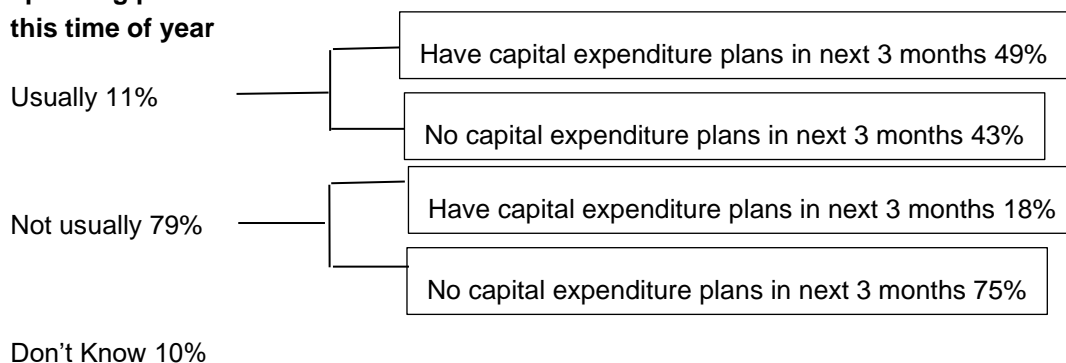 this time of year
Have capital expenditure plans in next 3 months 49%
Usually 11%
No capital expenditure plans in next 3 months 43%
Have capital expenditure plans in next 3 months 18%
Not usually 79%
No capital expenditure plans in next 3 months 75%
Don’t Know 10%